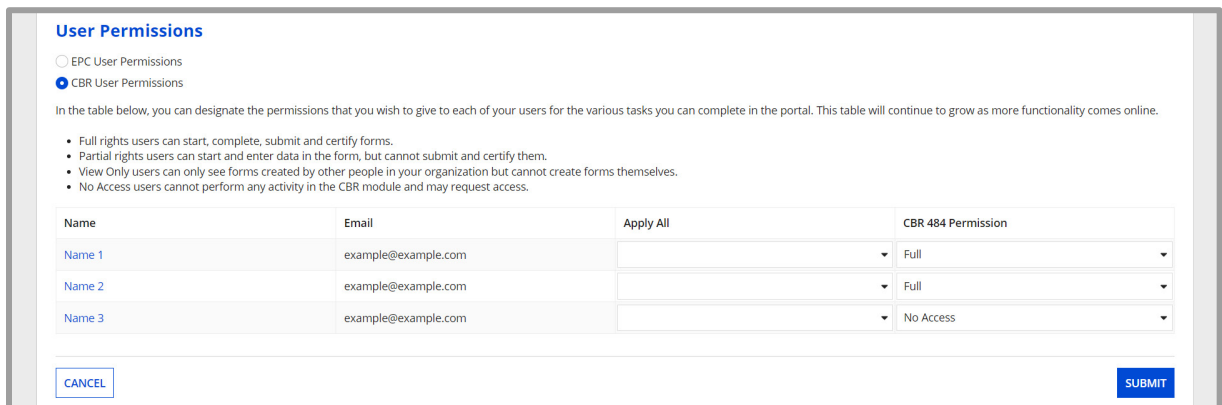 User Permissions
EPC User Permissions
CBR User Permissions
In the table below, you can designate the permissions that you wish to give to each of your users for the various tasks you can complete in the portal. This table will continue to grow as more functionality comes online.
• Full rights users can start, complete, submit and certify forms.
• Partial rights users can start and enter data in the form, but cannot submit and certify them.
• View Only users can only see forms created by other people in your organization but cannot create forms themselves.
• No Access users cannot perform any activity in the CBR module and may request access.
Name Email Apply All CBR 484 Permission
Name 1 example@example.com Full
Name 2 example@example.com Full
Name 3 example@example.com No Access
CANCEL SUBMIT